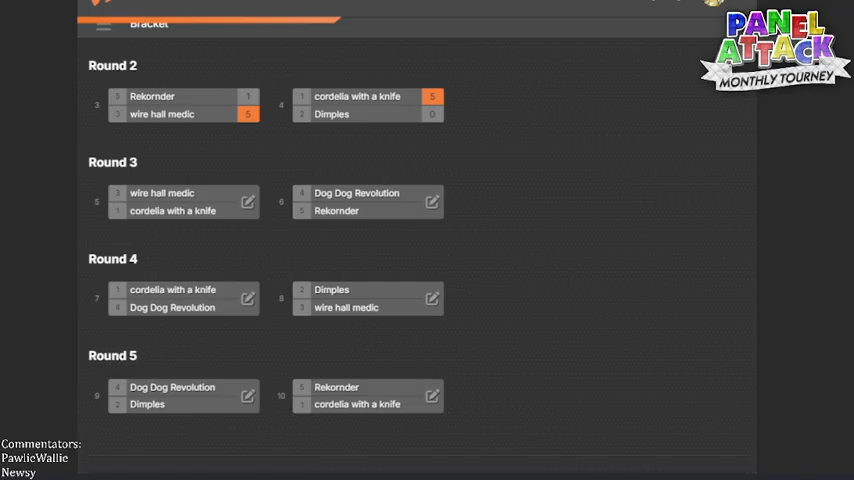 Bracket
PANEL
ATTACK
MONTHLY TOURNEY
Round 2
3
5 Rekornder 1
3 wire hall medic 5
4
1 cordelia with a knife 5
2 Dimples 0
Round 3
5
3 wire hall medic
1 cordelia with a knife
6
4 Dog Dog Revolution
5 Rekornder
Round 4
7
1 cordelia with a knife
4 Dog Dog Revolution
8
2 Dimples
3 wire hall medic
Round 5
9
4 Dog Dog Revolution
2 Dimples
10
5 Rekornder
1 cordelia with a knife
Commentators:
PawlieWallie
Newsy